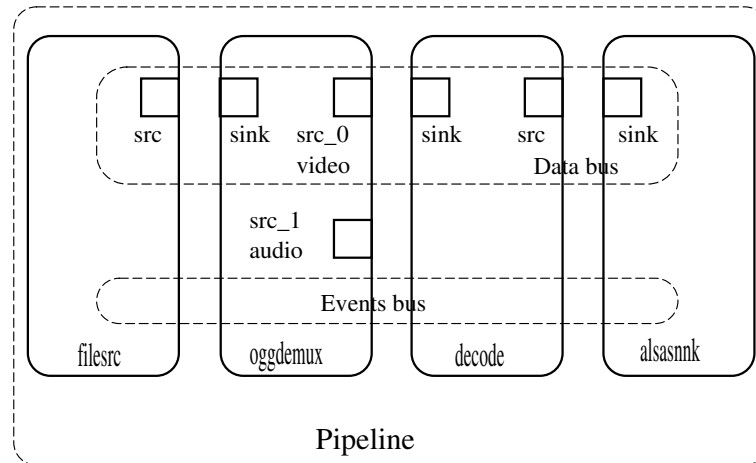 src sink src_0 sink src sink
video Data bus
src_1
audio
Events bus
filesrc oggdemux decode alsasnnk
Pipeline